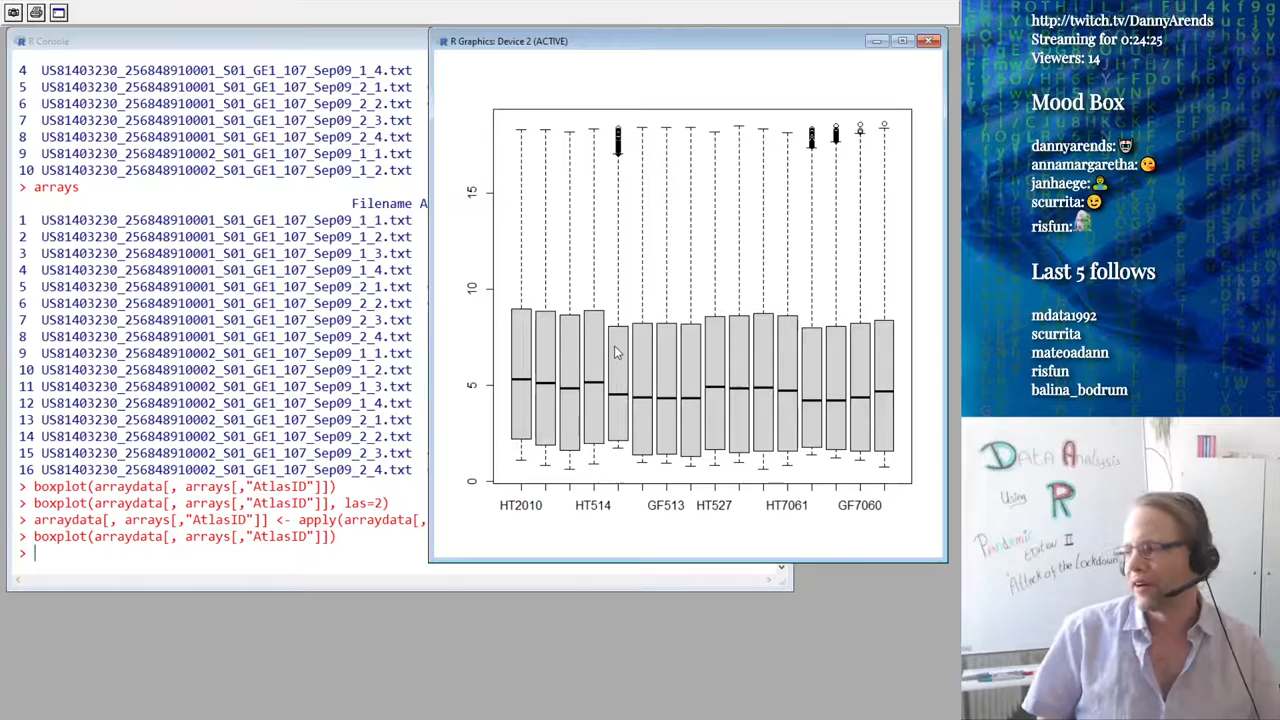 R Console
4 US81403230_256848910001_S01_GE1_107_Sep09_1_4.txt
5 US81403230_256848910001_S01_GE1_107_Sep09_2_1.txt
6 US81403230_256848910001_S01_GE1_107_Sep09_2_2.txt
7 US81403230_256848910001_S01_GE1_107_Sep09_2_3.txt
8 US81403230_256848910001_S01_GE1_107_Sep09_2_4.txt
9 US81403230_256848910002_S01_GE1_107_Sep09_1_1.txt
10 US81403230_256848910002_S01_GE1_107_Sep09_1_2.txt
> arrays
Filename A
1 US81403230_256848910001_S01_GE1_107_Sep09_1_1.txt
2 US81403230_256848910001_S01_GE1_107_Sep09_1_2.txt
3 US81403230_256848910001_S01_GE1_107_Sep09_1_3.txt
4 US81403230_256848910001_S01_GE1_107_Sep09_1_4.txt
5 US81403230_256848910001_S01_GE1_107_Sep09_2_1.txt
6 US81403230_256848910001_S01_GE1_107_Sep09_2_2.txt
7 US81403230_256848910001_S01_GE1_107_Sep09_2_3.txt
8 US81403230_256848910001_S01_GE1_107_Sep09_2_4.txt
9 US81403230_256848910002_S01_GE1_107_Sep09_1_1.txt
10 US81403230_256848910002_S01_GE1_107_Sep09_1_2.txt
11 US81403230_256848910002_S01_GE1_107_Sep09_1_3.txt
12 US81403230_256848910002_S01_GE1_107_Sep09_1_4.txt
13 US81403230_256848910002_S01_GE1_107_Sep09_2_1.txt
14 US81403230_256848910002_S01_GE1_107_Sep09_2_2.txt
15 US81403230_256848910002_S01_GE1_107_Sep09_2_3.txt
16 US81403230_256848910002_S01_GE1_107_Sep09_2_4.txt
> boxplot(arraydata[, arrays[,"AtlasID"]])
> boxplot(arraydata[, arrays[,"AtlasID"]], las=2)
> arraydata[, arrays[,"AtlasID"]] <- apply(arraydata[,
> boxplot(arraydata[, arrays[,"AtlasID"]])
>
R Graphics: Device 2 (ACTIVE)
15
10
5
0
HT2010 HT514 GF513 HT527 HT7061 GF7060
http://twitch.tv/DannyArends
Streaming for 0:24:25
Viewers: 14
Mood Box
dannyarends:
annamargaretha:
janhaege:
scurrita:
risfun:
Last 5 follows
mdata1992
scurrita
mateoadann
risfun
balina_bodrum
Data Analysis
Using R
Pandemic
Edition II
"Attack of the Lockdown"